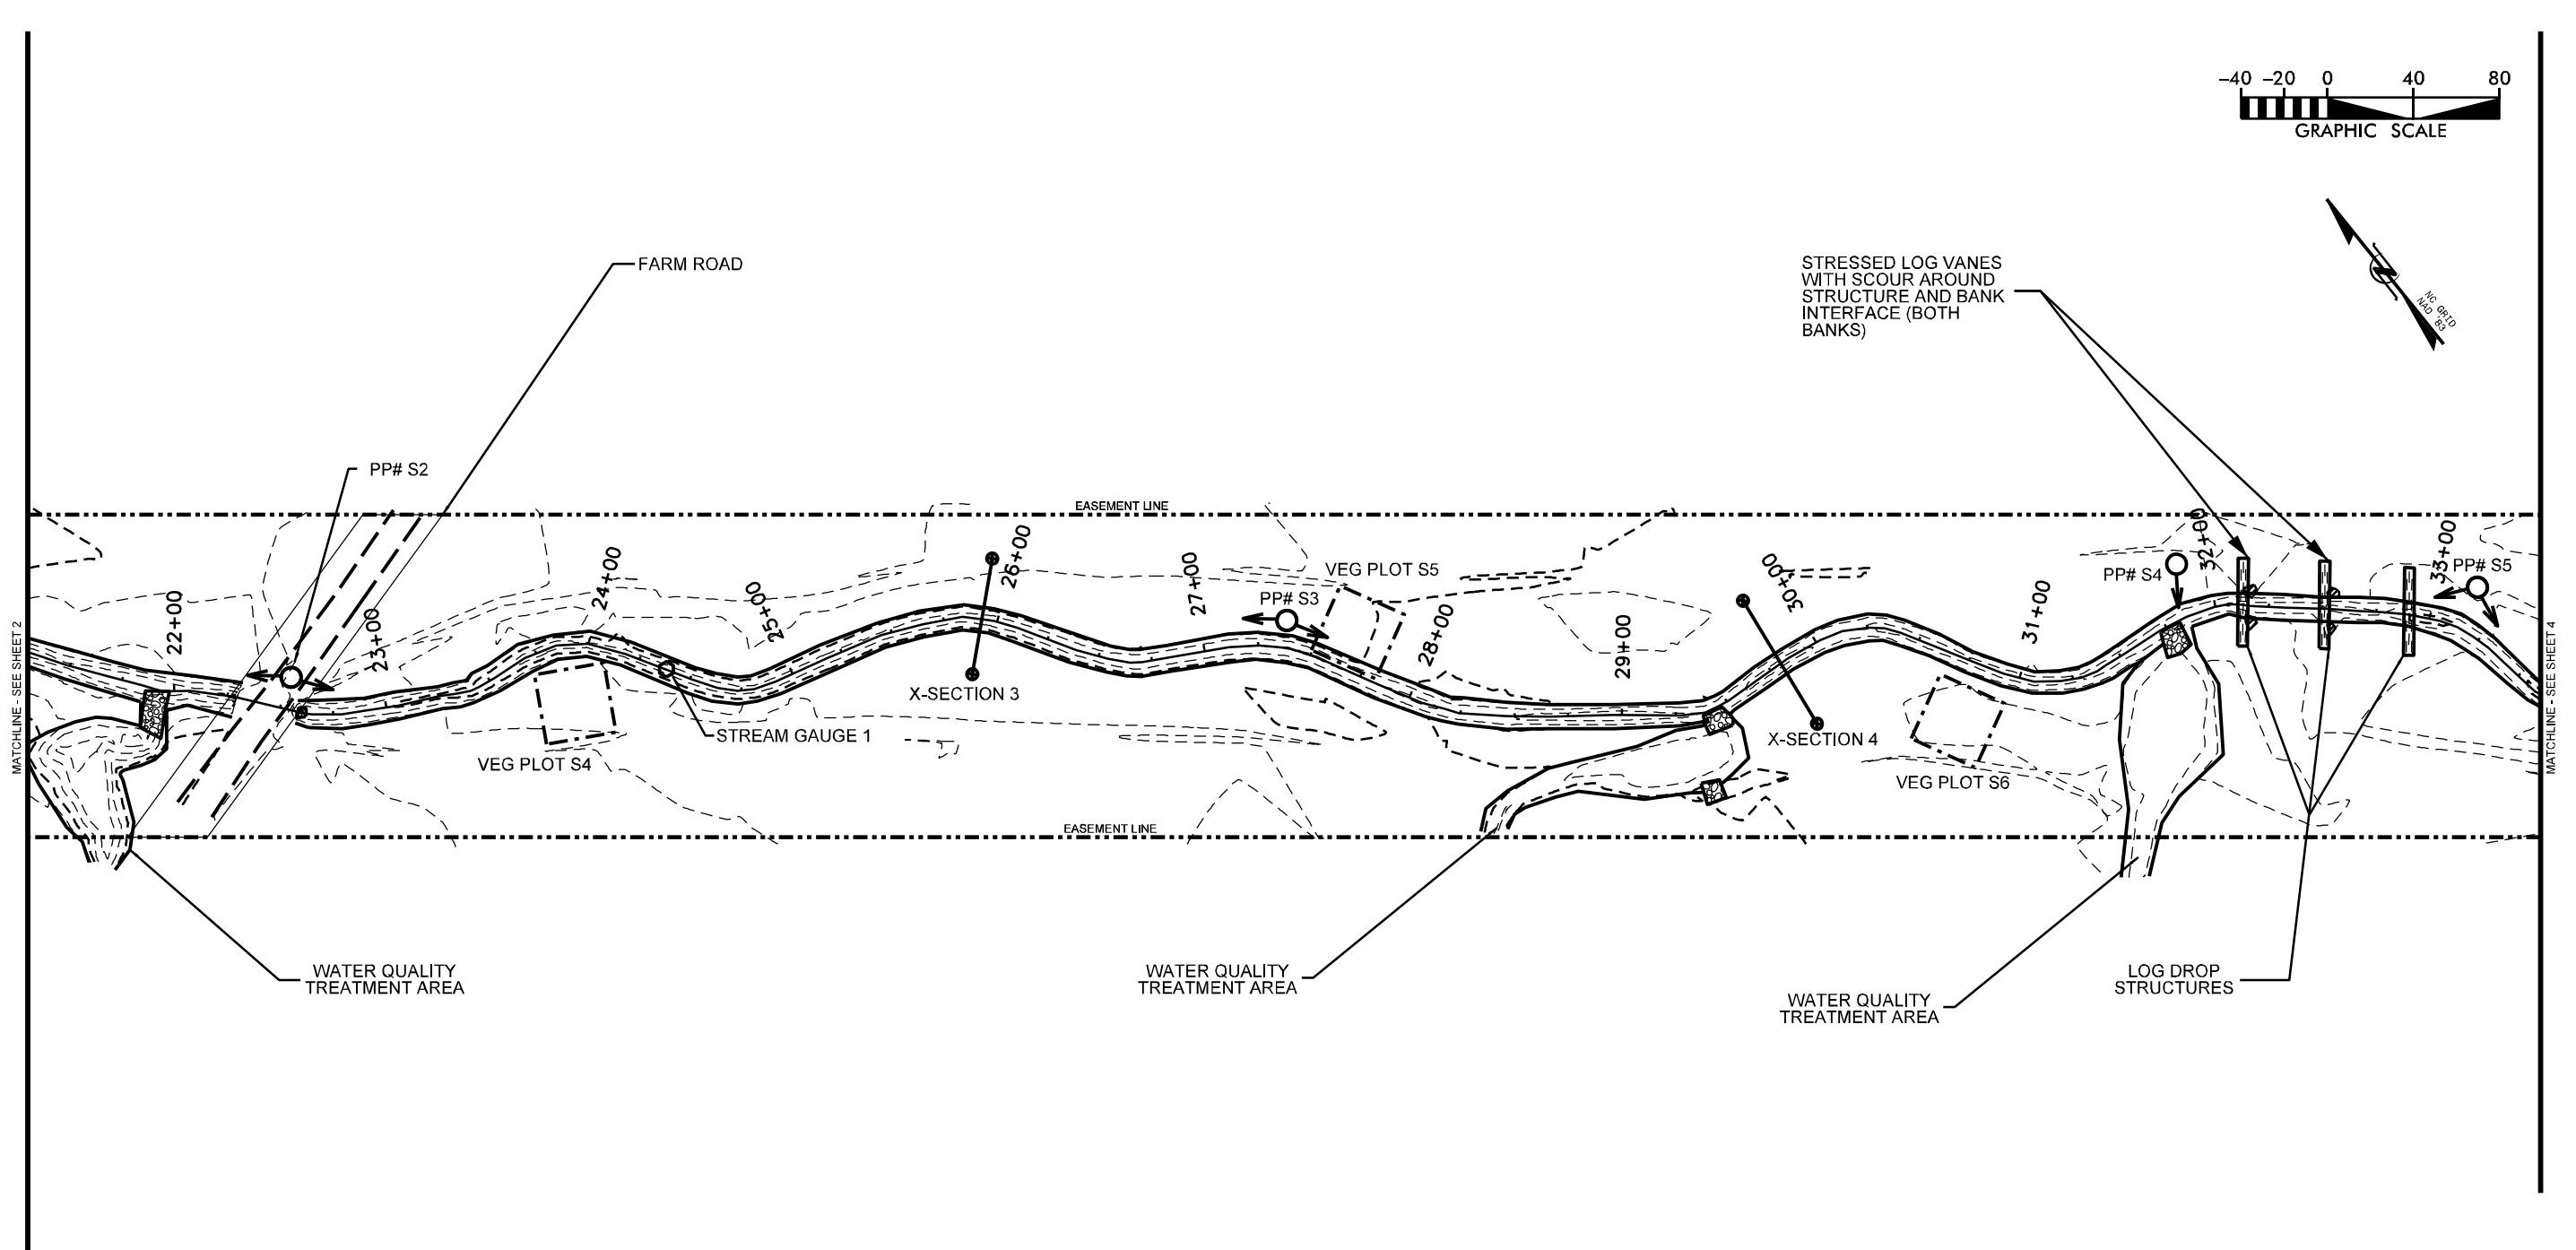 -40 -20 0 40 80
GRAPHIC SCALE
NC GRID
NAD '83
FARM ROAD
STRESSED LOG VANES
WITH SCOUR AROUND
STRUCTURE AND BANK
INTERFACE (BOTH
BANKS)
PP# S2
EASEMENT LINE
22+00
23+00
24+00
25+00
26+00
27+00
28+00
29+00
30+00
31+00
32+00
33+00
VEG PLOT S5
PP# S3
PP# S4
PP# S5
X-SECTION 3
STREAM GAUGE 1
VEG PLOT S4
X-SECTION 4
VEG PLOT S6
MATCHLINE - SEE SHEET 2
MATCHLINE - SEE SHEET 4
EASEMENT LINE
WATER QUALITY
TREATMENT AREA
WATER QUALITY
TREATMENT AREA
WATER QUALITY
TREATMENT AREA
LOG DROP
STRUCTURES